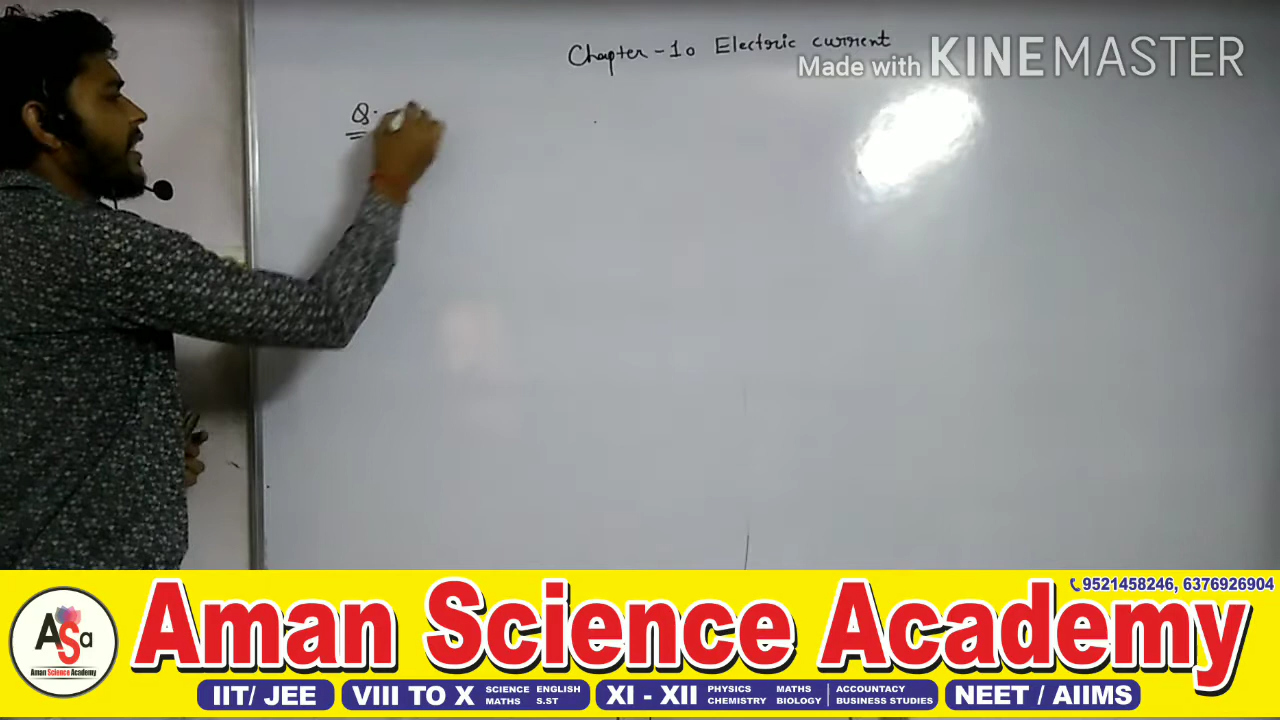 Chapter - 10 Electric current
Made with KINEMASTER
Q.
9521458246, 6376926904
ASa
Aman Science Academy
Aman Science Academy
IIT/ JEE
VIII TO X SCIENCE ENGLISH
MATHS S.ST
XI - XII PHYSICS MATHS ACCOUNTACY
CHEMISTRY BIOLOGY BUSINESS STUDIES
NEET / AIIMS